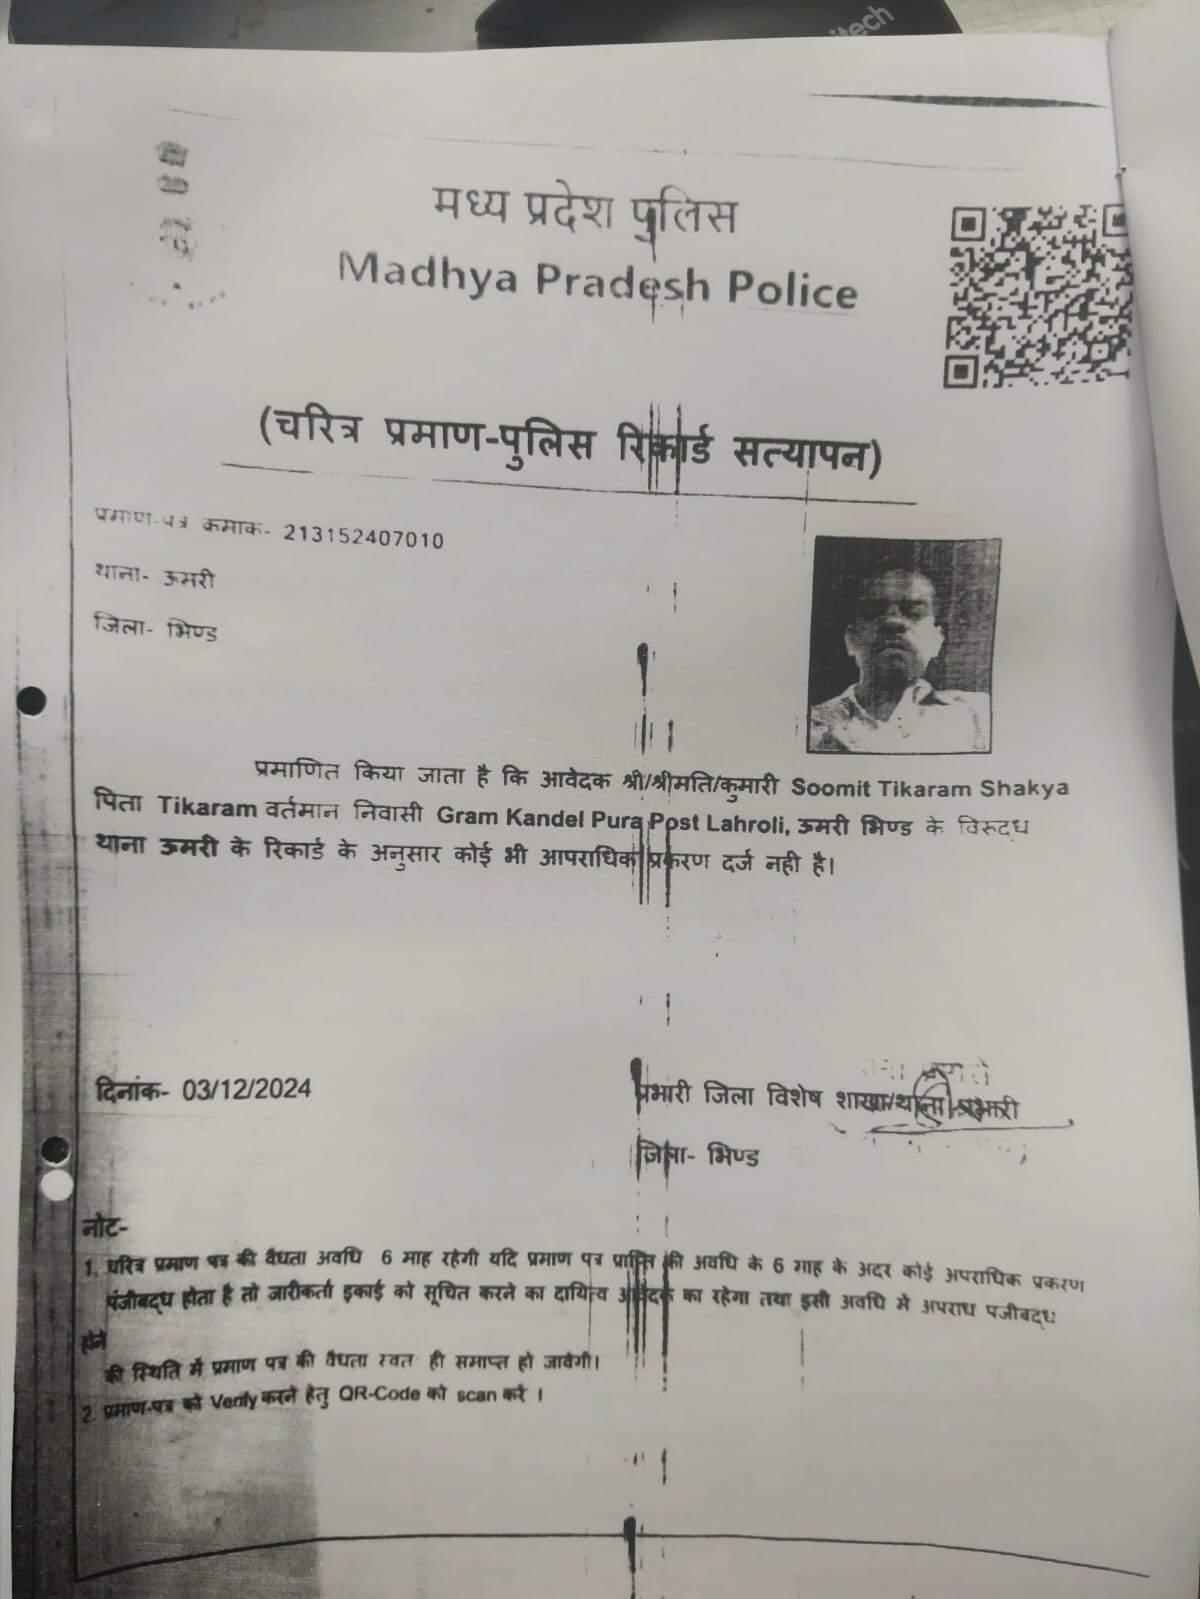 itech
मध्य प्रदेश पुलिस
Madhya Pradesh Police
(चरित्र प्रमाण-पुलिस रिकार्ड सत्यापन)
प्रमाण-पत्र कमाक- 213152407010
थाना- ऊमरी
जिला- भिण्ड
प्रमाणित किया जाता है कि आवेदक श्री/श्रीमति/कुमारी Soomit Tikaram Shakya
पिता Tikaram वर्तमान निवासी Gram Kandel Pura Post Lahroli, ऊमरी भिण्ड के विरूद्ध
थाना ऊमरी के रिकार्ड के अनुसार कोई भी आपराधिक प्रकरण दर्ज नही है।
दिनांक- 03/12/2024
प्रभारी जिला विशेष शाखा/थाना प्रभारी
जिला- भिण्ड
नोट-
1. चरित्र प्रमाण पत्र की वैधता अवधि 6 माह रहेगी यदि प्रमाण पत्र प्राप्ति की अवधि के 6 माह के अदर कोई अपराधिक प्रकरण
पंजीबद्ध होता है तो जारीकर्ता इकाई को सूचित करने का दायित्व आवेदक का रहेगा तथा इसी अवधि मे अपराध पजीबद्ध
होने
की स्थिति में प्रमाण पत्र की वैधता स्वत ही समाप्त हो जावेगी।
2. प्रमाण-पत्र को Verify करने हेतु QR-Code को scan करें ।